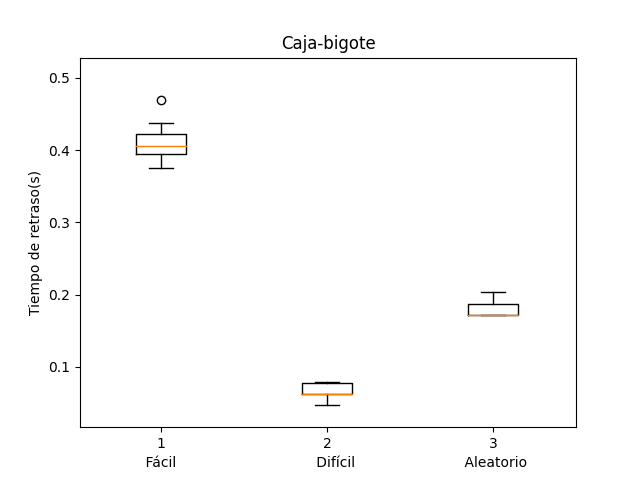 Caja-bigote
Tiempo de retraso(s)
0.5
0.4
0.3
0.2
0.1
1 2 3
Fácil Difícil Aleatorio